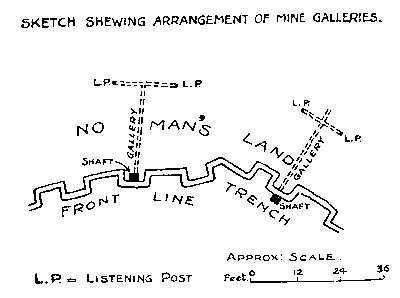 SKETCH SHEWING ARRANGEMENT OF MINE GALLERIES.
L.P. L.P.
L.P.
L.P.
NO MAN'S LAND
GALLERY
GALLERY
SHAFT
SHAFT
FRONT LINE TRENCH
APPROX: SCALE.
L.P. = LISTENING POST
Feet. 0 12 24 36